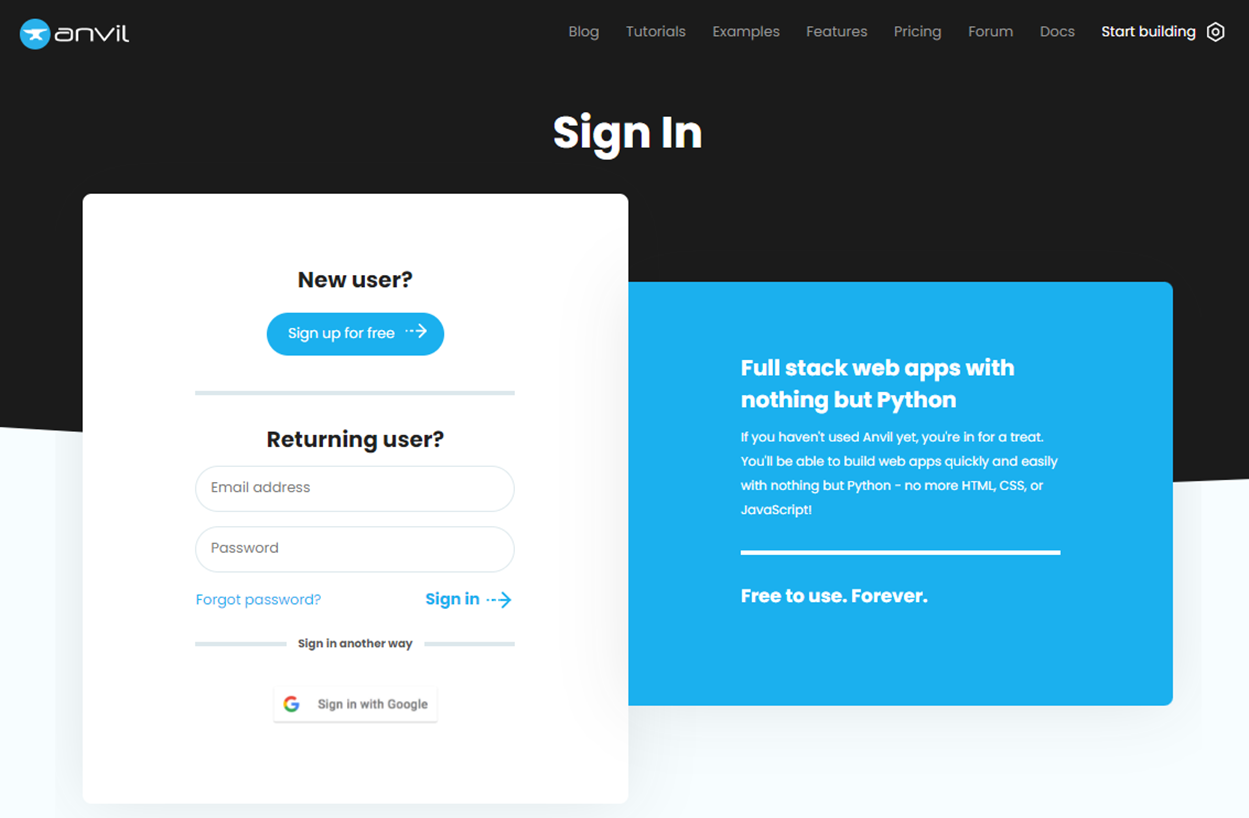 anvil
Blog Tutorials Examples Features Pricing Forum Docs Start building
Sign In
New user?
Sign up for free
Returning user?
Email address
Password
Forgot password? Sign in
Sign in another way
Sign in with Google
Full stack web apps with
nothing but Python
If you haven't used Anvil yet, you're in for a treat.
You'll be able to build web apps quickly and easily
with nothing but Python - no more HTML, CSS, or
JavaScript!
Free to use. Forever.